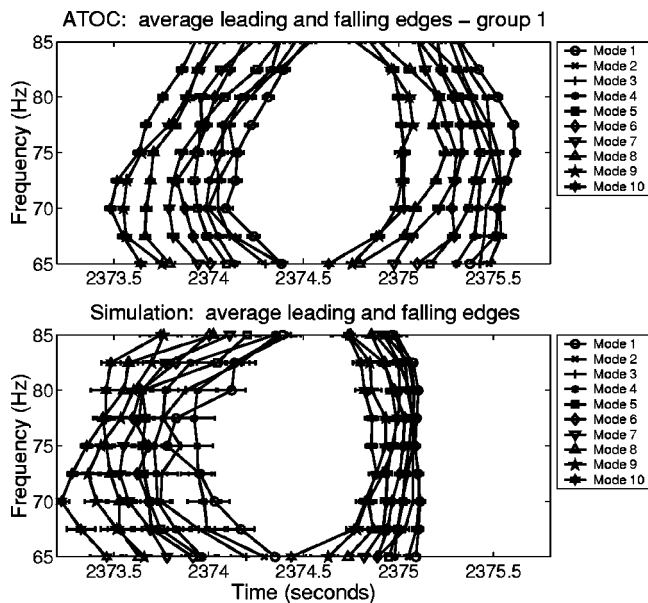 ATOC: average leading and falling edges – group 1
85
80
75
70
65
Frequency (Hz)
2373.5 2374 2374.5 2375 2375.5
Mode 1
Mode 2
Mode 3
Mode 4
Mode 5
Mode 6
Mode 7
Mode 8
Mode 9
Mode 10
Simulation: average leading and falling edges
85
80
75
70
65
Frequency (Hz)
2373.5 2374 2374.5 2375 2375.5
Time (seconds)
Mode 1
Mode 2
Mode 3
Mode 4
Mode 5
Mode 6
Mode 7
Mode 8
Mode 9
Mode 10